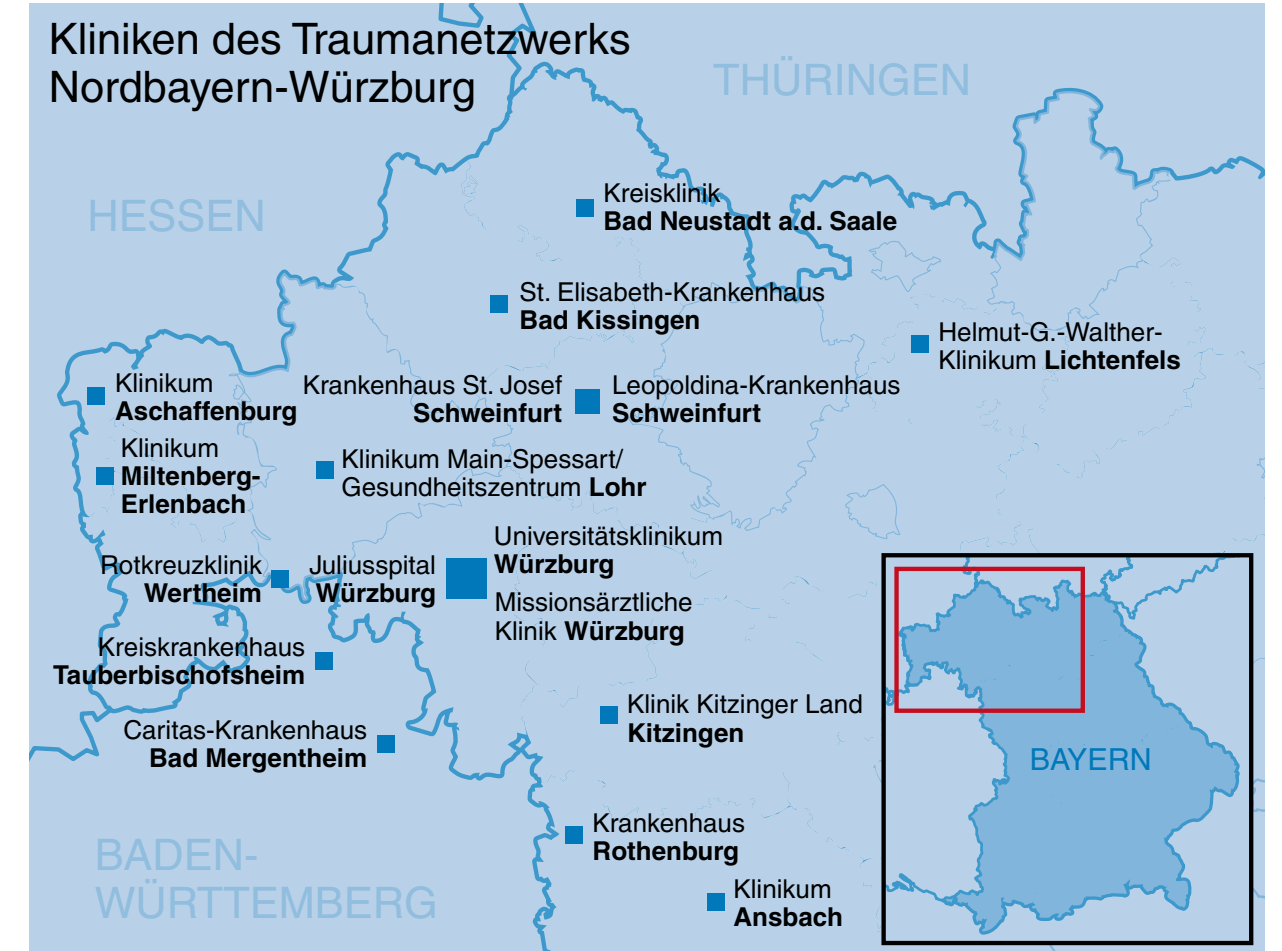 Kliniken des Traumanetzwerks
Nordbayern-Würzburg
THÜRINGEN
HESSEN
Kreisklinik
Bad Neustadt a.d. Saale
St. Elisabeth-Krankenhaus
Bad Kissingen
Helmut-G.-Walther-
Klinikum Lichtenfels
Klinikum
Aschaffenburg
Krankenhaus St. Josef
Schweinfurt
Leopoldina-Krankenhaus
Schweinfurt
Klinikum
Miltenberg-
Erlenbach
Klinikum Main-Spessart/
Gesundheitszentrum Lohr
Rotkreuzklinik
Wertheim
Juliusspital
Würzburg
Universitätsklinikum
Würzburg
Missionsärztliche
Klinik Würzburg
Kreiskrankenhaus
Tauberbischofsheim
Caritas-Krankenhaus
Bad Mergentheim
Klinik Kitzinger Land
Kitzingen
BAYERN
Krankenhaus
Rothenburg
BADEN-
WÜRTTEMBERG
Klinikum
Ansbach